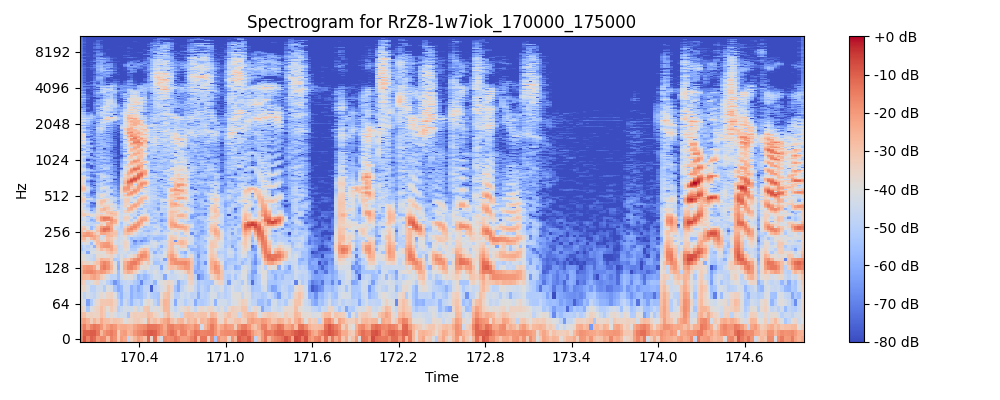 Spectrogram for RrZ8-1w7iok_170000_175000
8192
4096
2048
1024
512
256
128
64
0
Hz
170.4 171.0 171.6 172.2 172.8 173.4 174.0 174.6
Time
+0 dB
-10 dB
-20 dB
-30 dB
-40 dB
-50 dB
-60 dB
-70 dB
-80 dB